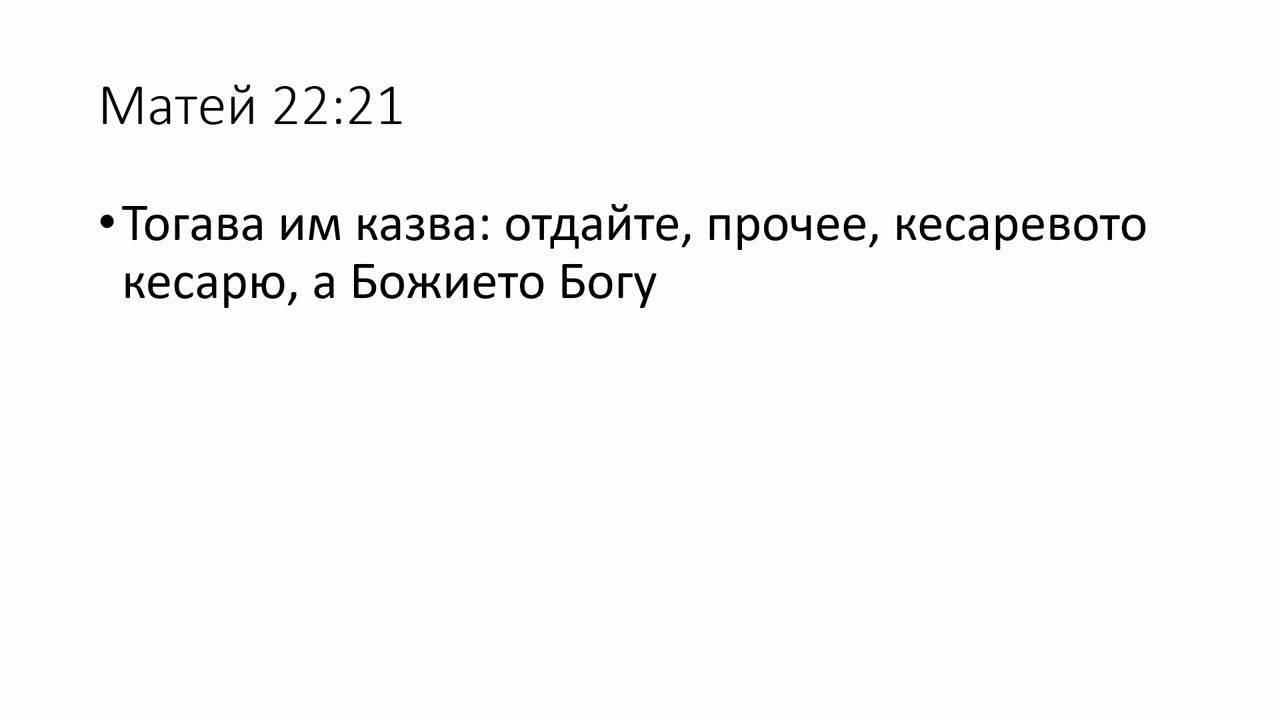 Матей 22:21
•Тогава им казва: отдайте, прочее, кесаревото
кесарю, а Божието Богу